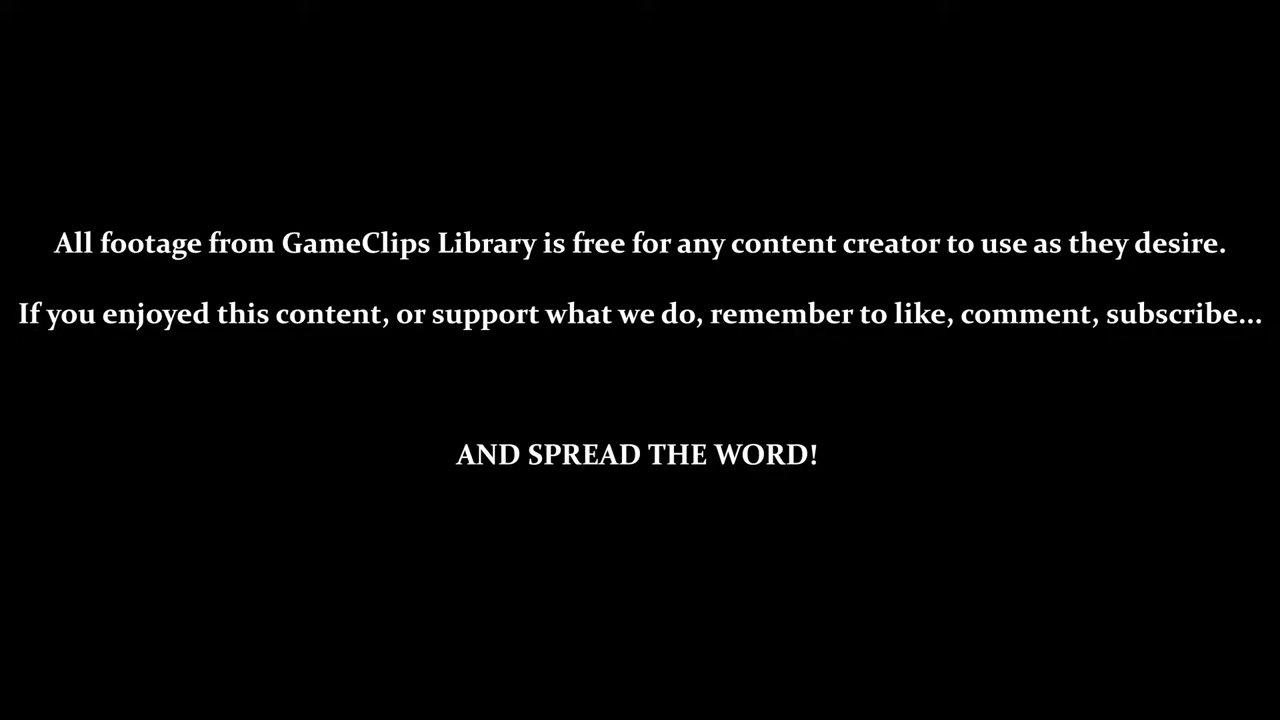 All footage from GameClips Library is free for any content creator to use as they desire.
If you enjoyed this content, or support what we do, remember to like, comment, subscribe...
AND SPREAD THE WORD!